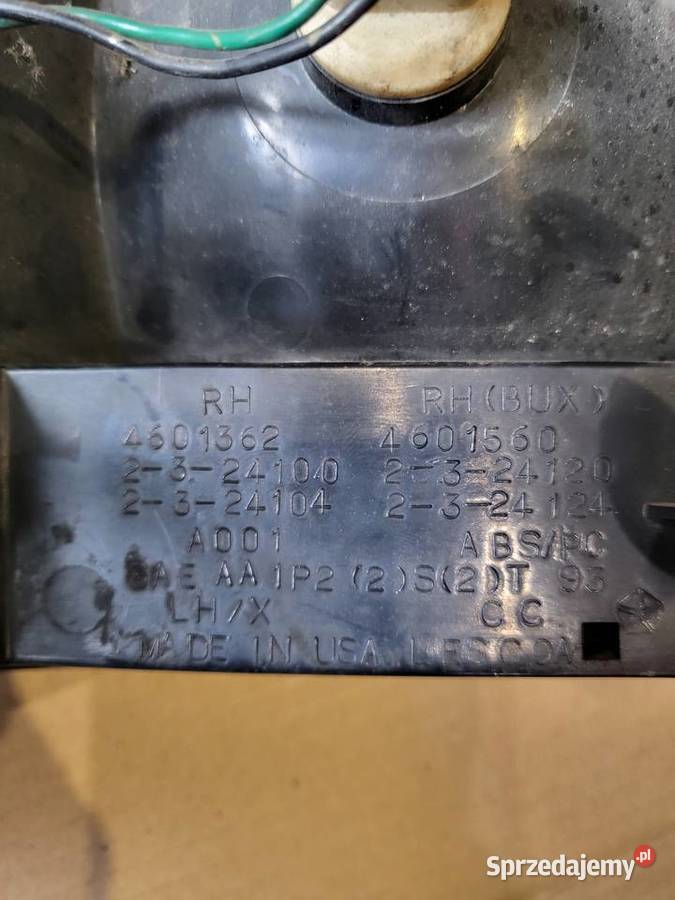 RH RH(BUX)
4601362 4601560
2-3-24100 2-3-24120
2-3-24104 2-3-24124
A001 ABS/PC
SAE AA1P2(2)S(2)T 93
LH/X
MADE IN USA LESCOA
Sprzedajemy.pl